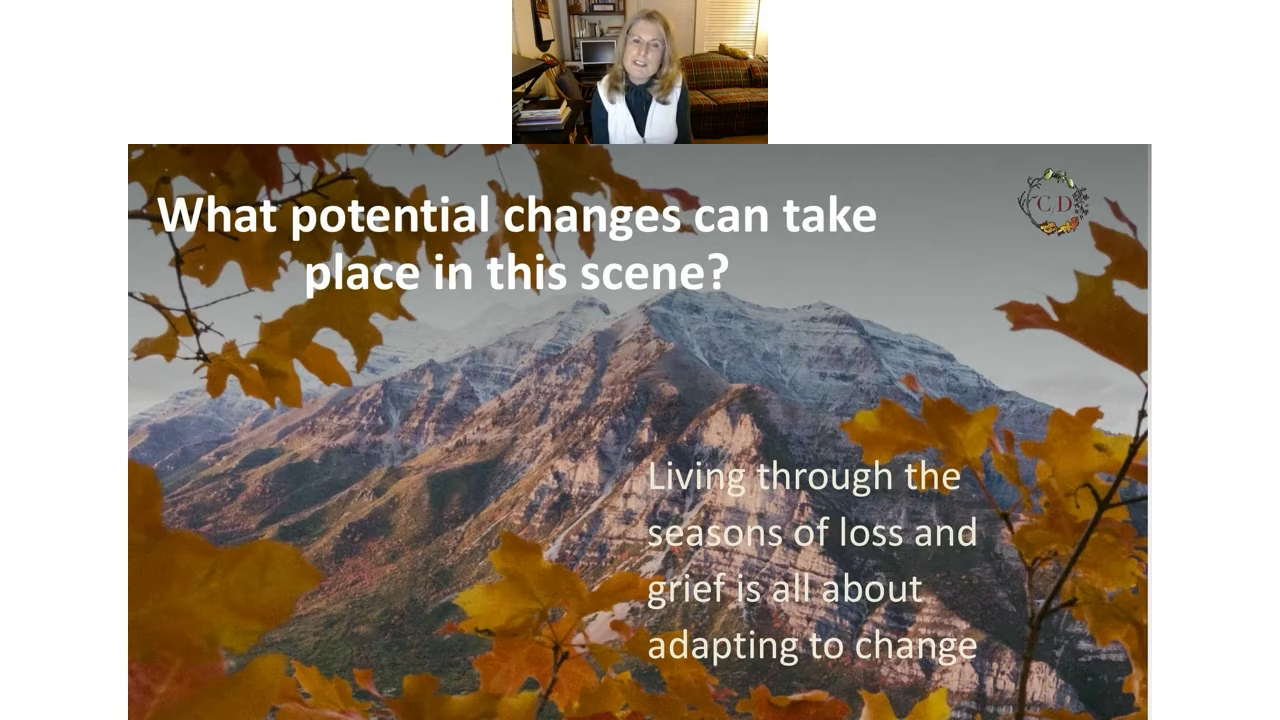 What potential changes can take
place in this scene?
C D
Living through the
seasons of loss and
grief is all about
adapting to change